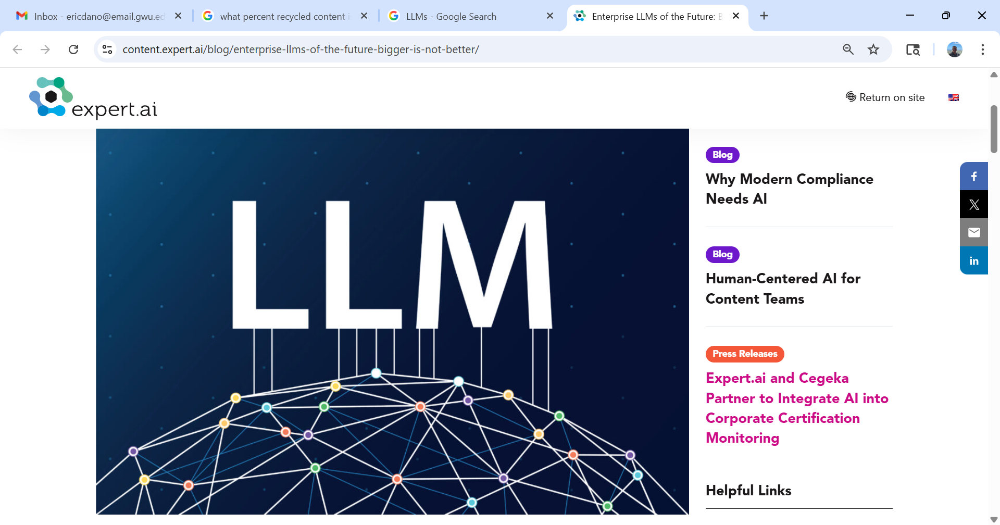 Inbox - ericdano@email.gwu.ed
what percent recycled content i
LLMs - Google Search
Enterprise LLMs of the Future: B
content.expert.ai/blog/enterprise-llms-of-the-future-bigger-is-not-better/
expert.ai
Return on site
LLM
Blog
Why Modern Compliance
Needs AI
Blog
Human-Centered AI for
Content Teams
Press Releases
Expert.ai and Cegeka
Partner to Integrate AI into
Corporate Certification
Monitoring
Helpful Links
f
X
in